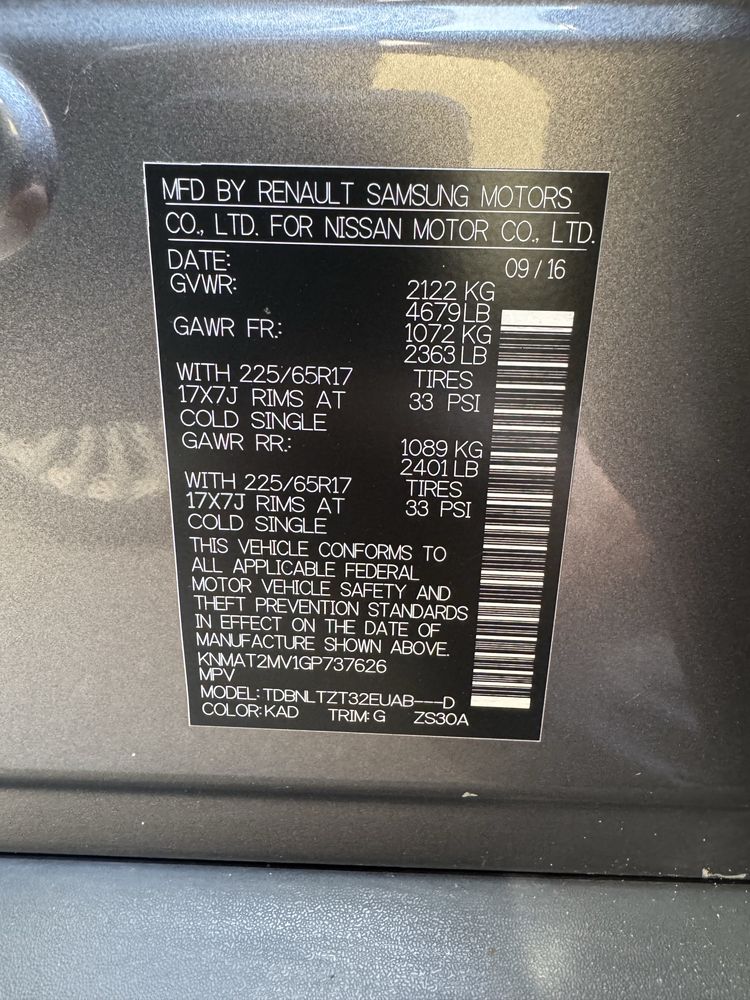 MFD BY RENAULT SAMSUNG MOTORS
CO., LTD. FOR NISSAN MOTOR CO., LTD.
DATE: 09 / 16
GVWR: 2122 KG
4679 LB
GAWR FR.: 1072 KG
2363 LB
WITH 225/65R17 TIRES
17X7J RIMS AT 33 PSI
COLD SINGLE
GAWR RR.: 1089 KG
2401 LB
WITH 225/65R17 TIRES
17X7J RIMS AT 33 PSI
COLD SINGLE
THIS VEHICLE CONFORMS TO
ALL APPLICABLE FEDERAL
MOTOR VEHICLE SAFETY AND
THEFT PREVENTION STANDARDS
IN EFFECT ON THE DATE OF
MANUFACTURE SHOWN ABOVE.
KNMAT2MV1GP737626
MPV
MODEL: TDBNLTZT32EUAB---D
COLOR: KAD TRIM: G ZS30A